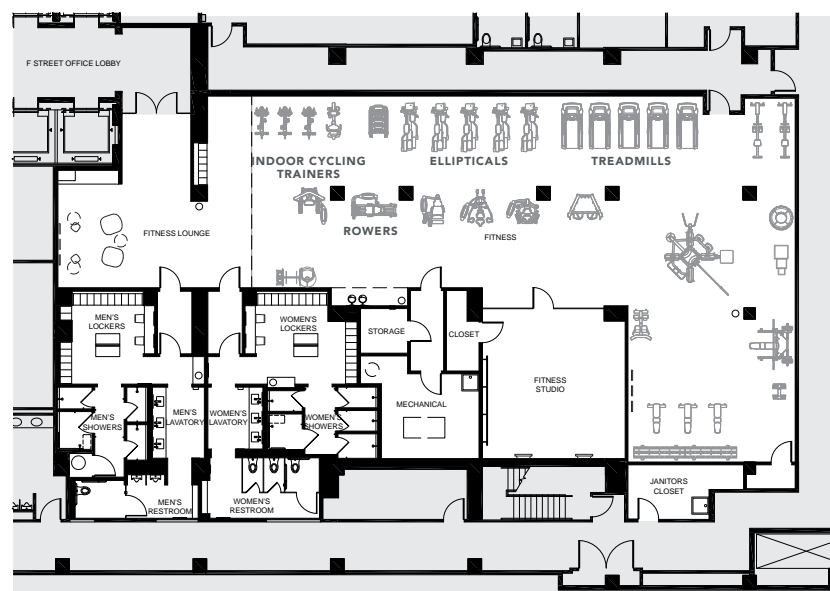 F STREET OFFICE LOBBY
INDOOR CYCLING
TRAINERS
ELLIPTICALS
TREADMILLS
ROWERS
FITNESS
FITNESS LOUNGE
MEN'S
LOCKERS
WOMEN'S
LOCKERS
STORAGE
CLOSET
FITNESS
STUDIO
MECHANICAL
MEN'S
SHOWERS
MEN'S
LAVATORY
WOMEN'S
LAVATORY
WOMEN'S
SHOWERS
MEN'S
RESTROOM
WOMEN'S
RESTROOM
JANITORS
CLOSET